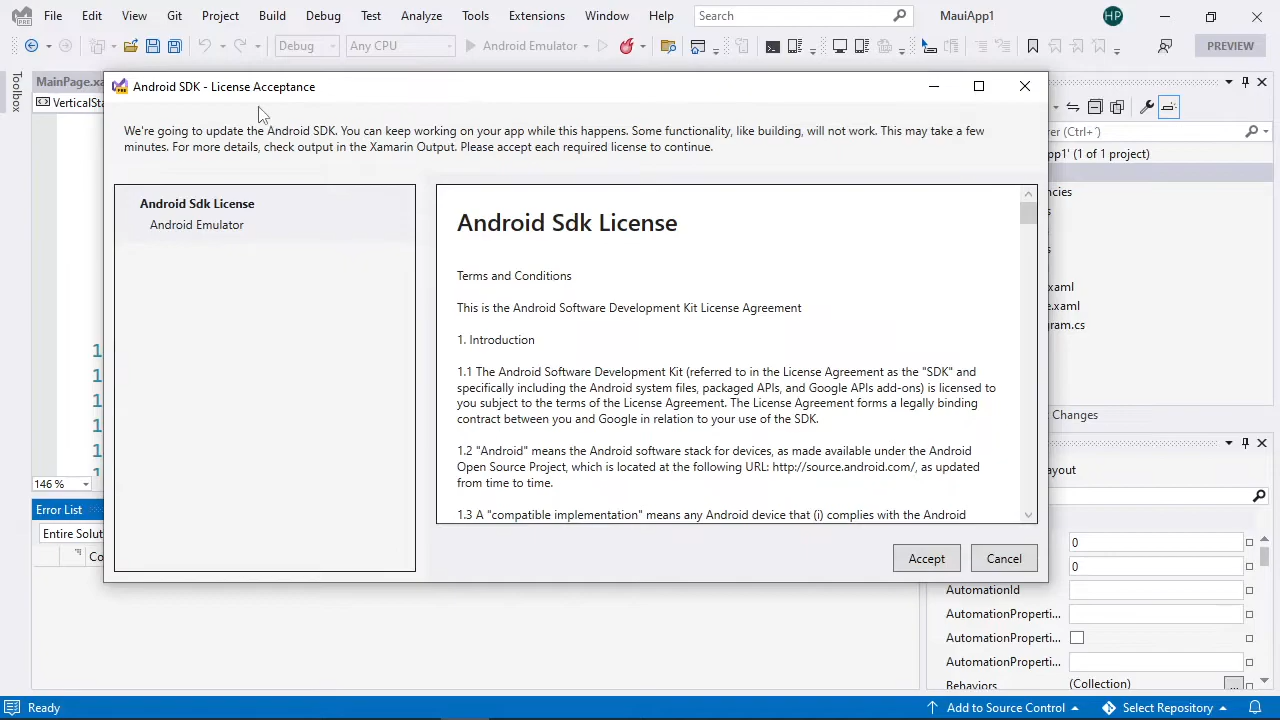 File Edit View Git Project Build Debug Test Analyze Tools Extensions Window Help Search MauiApp1 HP
Debug Any CPU Android Emulator PREVIEW
MainPage.xa
Toolbox
Android SDK - License Acceptance
VerticalSta
We're going to update the Android SDK. You can keep working on your app while this happens. Some functionality, like building, will not work. This may take a few
minutes. For more details, check output in the Xamarin Output. Please accept each required license to continue.
er (Ctrl+´)
pp1' (1 of 1 project)
Android Sdk License
Android Emulator
Android Sdk License
Terms and Conditions
This is the Android Software Development Kit License Agreement
1. Introduction
1.1 The Android Software Development Kit (referred to in the License Agreement as the "SDK" and
specifically including the Android system files, packaged APIs, and Google APIs add-ons) is licensed to
you subject to the terms of the License Agreement. The License Agreement forms a legally binding
contract between you and Google in relation to your use of the SDK.
1.2 "Android" means the Android software stack for devices, as made available under the Android
Open Source Project, which is located at the following URL: http://source.android.com/, as updated
from time to time.
1.3 A "compatible implementation" means any Android device that (i) complies with the Android
Accept Cancel
encies
s
s
xaml
e.xaml
gram.cs
Changes
1
1
1
1
1
1
146 %
Error List
Entire Solut
Co
ayout
0
0
AutomationId
AutomationProperti...
AutomationProperti...
AutomationProperti...
Behaviors (Collection) ...
Ready Add to Source Control Select Repository